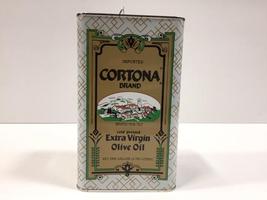 IMPORTED
CORTONA
BRAND
cold pressed
Extra Virgin
Olive Oil